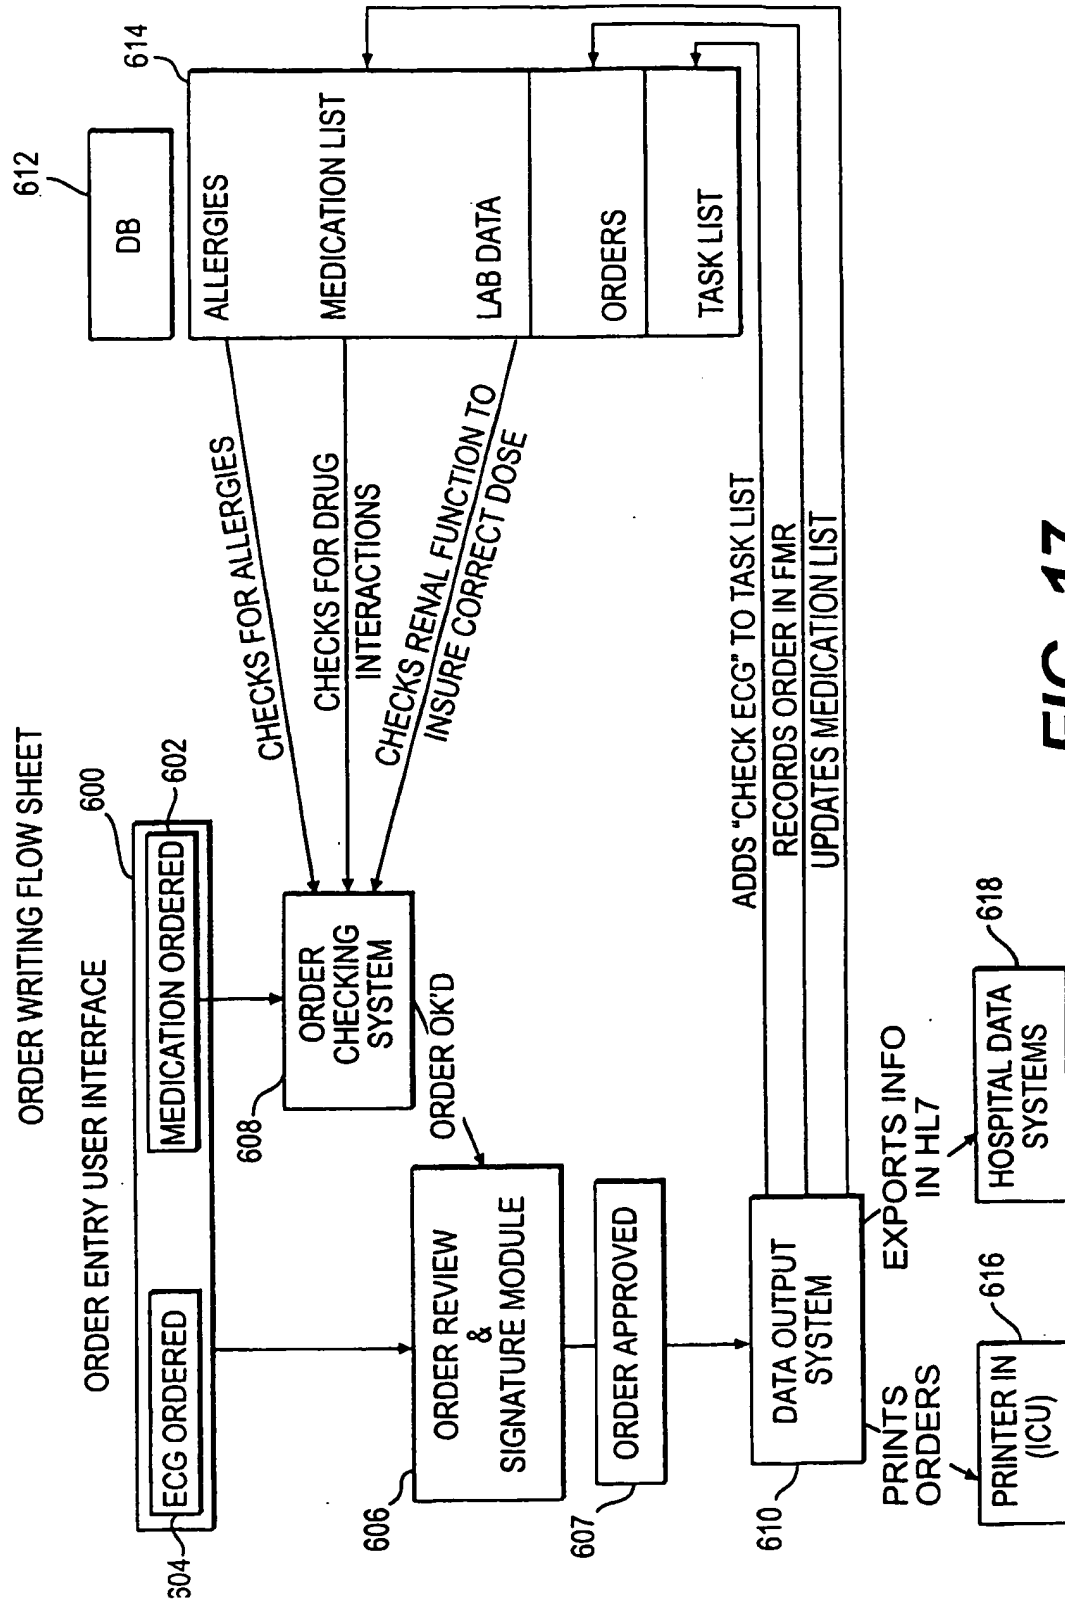 ORDER WRITING FLOW SHEET
ORDER ENTRY USER INTERFACE
600
ECG ORDERED
604
MEDICATION ORDERED
602
612
DB
614
ALLERGIES
MEDICATION LIST
LAB DATA
ORDERS
TASK LIST
CHECKS FOR ALLERGIES
CHECKS FOR DRUG
INTERACTIONS
CHECKS RENAL FUNCTION TO
INSURE CORRECT DOSE
608
ORDER
CHECKING
SYSTEM
ORDER OK'D
606
ORDER REVIEW
&
SIGNATURE MODULE
607
ORDER APPROVED
610
DATA OUTPUT
SYSTEM
ADDS "CHECK ECG" TO TASK LIST
RECORDS ORDER IN FMR
UPDATES MEDICATION LIST
PRINTS
ORDERS
EXPORTS INFO
IN HL7
616
PRINTER IN
(ICU)
618
HOSPITAL DATA
SYSTEMS
FIG. 17